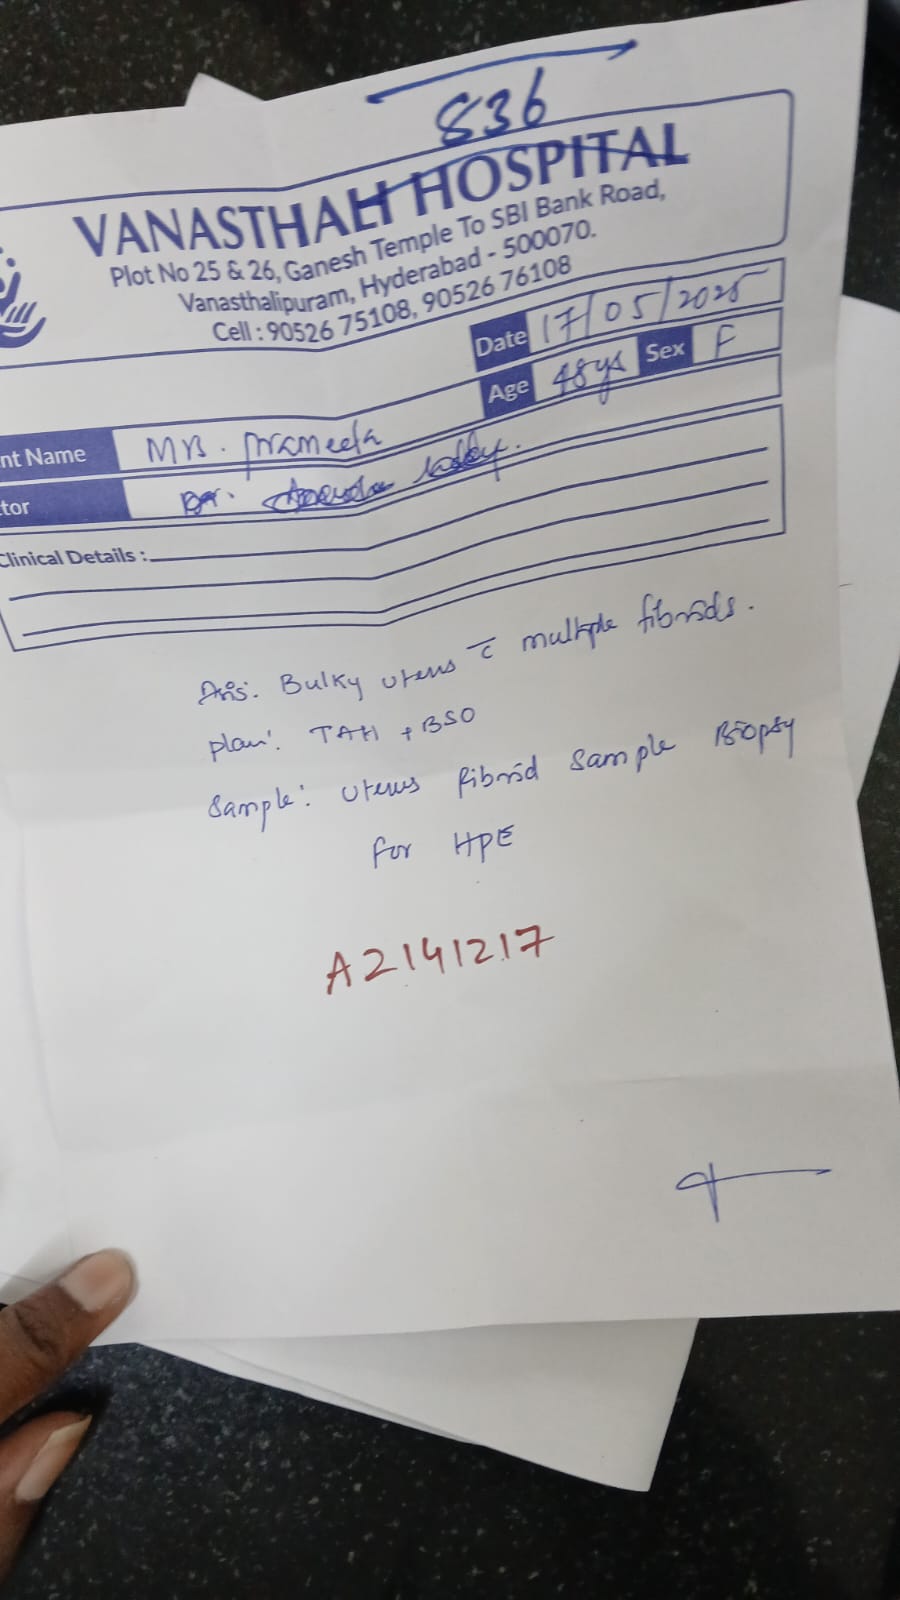 836
VANASTHALI HOSPITAL
Plot No 25 & 26, Ganesh Temple To SBI Bank Road,
Vanasthalipuram, Hyderabad - 500070.
Cell : 90526 75108, 90526 76108
Date 17/05/2025
Age 48ys Sex F
nt Name Mrs. Prameela
tor Dr. reddy.
Clinical Details :
Bulky uterus c̄ multiple fibroids.
plan: TAH + BSO
Sample: Uterus fibroid sample Biopsy
for HPE
A2141217